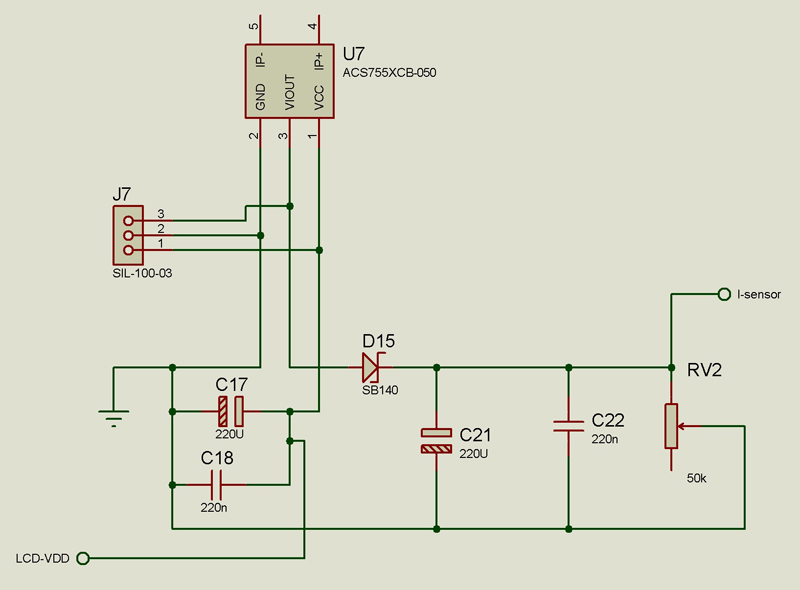 5
4
IP-
IP+
U7
ACS755XCB-050
GND
VIOUT
VCC
2
3
1
J7
3
2
1
SIL-100-03
I-sensor
D15
SB140
RV2
C17
220U
C21
220U
C22
220n
C18
220n
50k
LCD-VDD